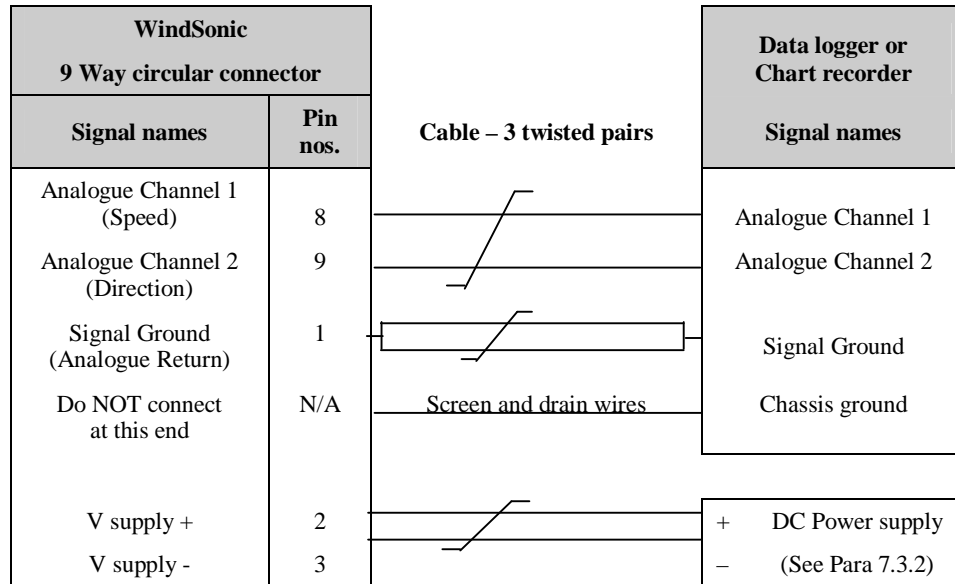 WindSonic
9 Way circular connector
Data logger or
Chart recorder
Signal names
Pin
nos.
Cable – 3 twisted pairs
Signal names
Analogue Channel 1
(Speed)
8
Analogue Channel 1
Analogue Channel 2
(Direction)
9
Analogue Channel 2
Signal Ground
(Analogue Return)
1
Signal Ground
Do NOT connect
at this end
N/A
Screen and drain wires
Chassis ground
V supply +
2
+ DC Power supply
V supply -
3
– (See Para 7.3.2)